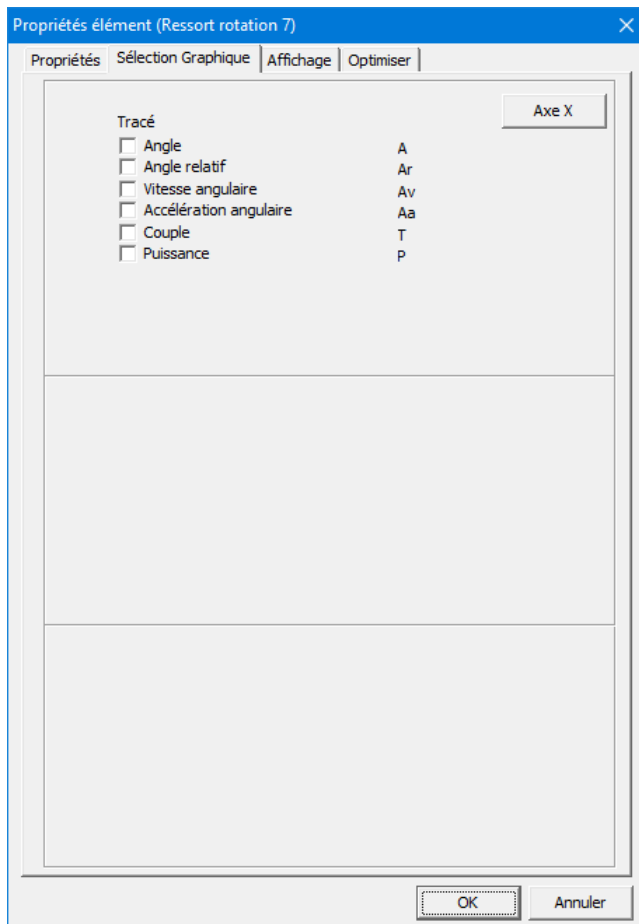 Propriétés élément (Ressort rotation 7)
Propriétés Sélection Graphique Affichage Optimiser
Axe X
Tracé
Angle A
Angle relatif Ar
Vitesse angulaire Av
Accélération angulaire Aa
Couple T
Puissance P
OK Annuler